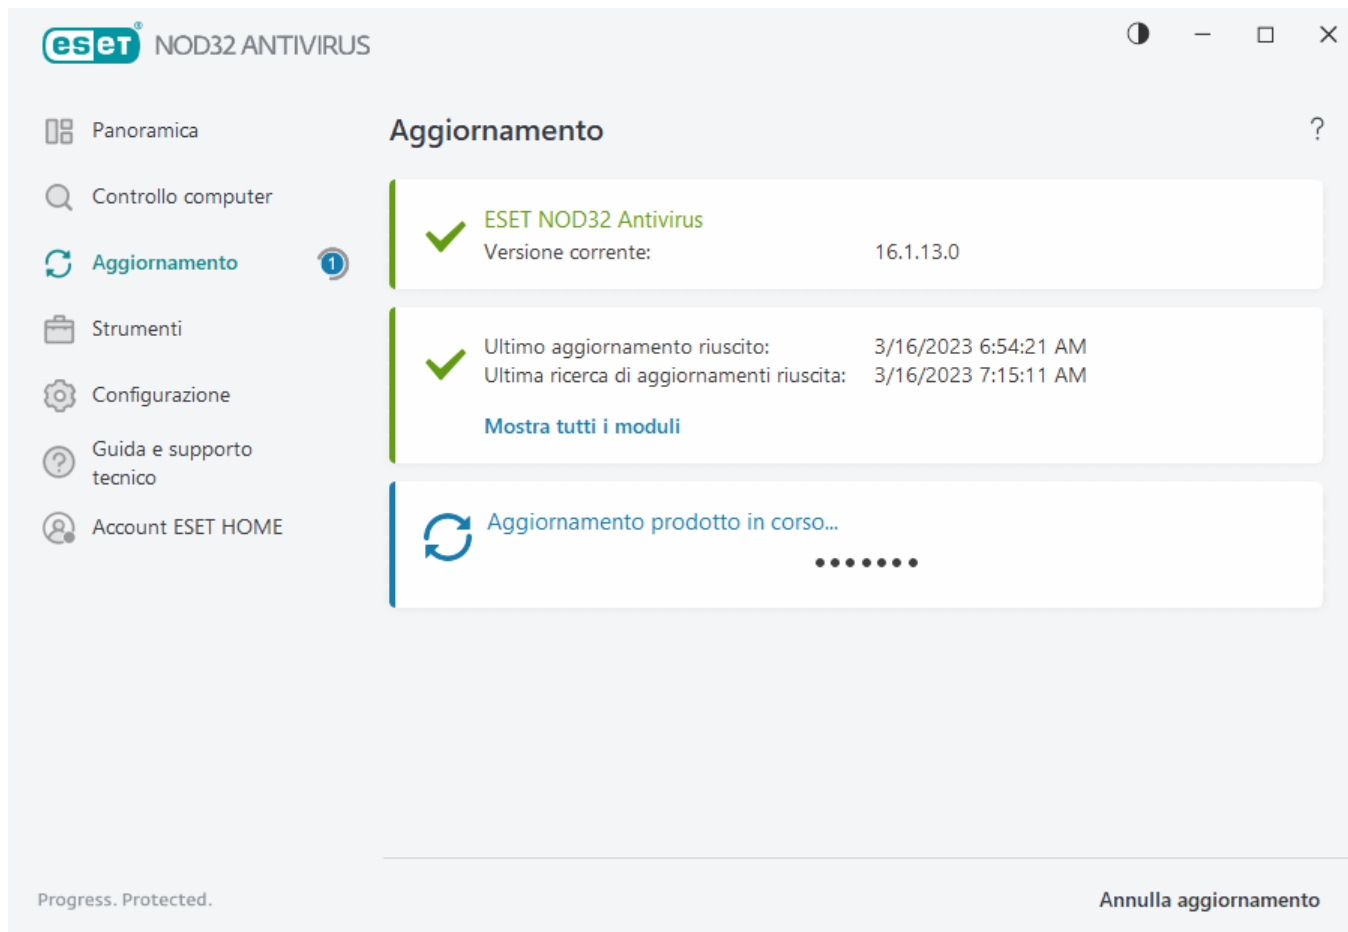 eset® NOD32 ANTIVIRUS
Panoramica
Controllo computer
Aggiornamento 1
Strumenti
Configurazione
Guida e supporto
tecnico
Account ESET HOME
Aggiornamento ?
ESET NOD32 Antivirus
Versione corrente: 16.1.13.0
Ultimo aggiornamento riuscito: 3/16/2023 6:54:21 AM
Ultima ricerca di aggiornamenti riuscita: 3/16/2023 7:15:11 AM
Mostra tutti i moduli
Aggiornamento prodotto in corso...
Progress. Protected.
Annulla aggiornamento